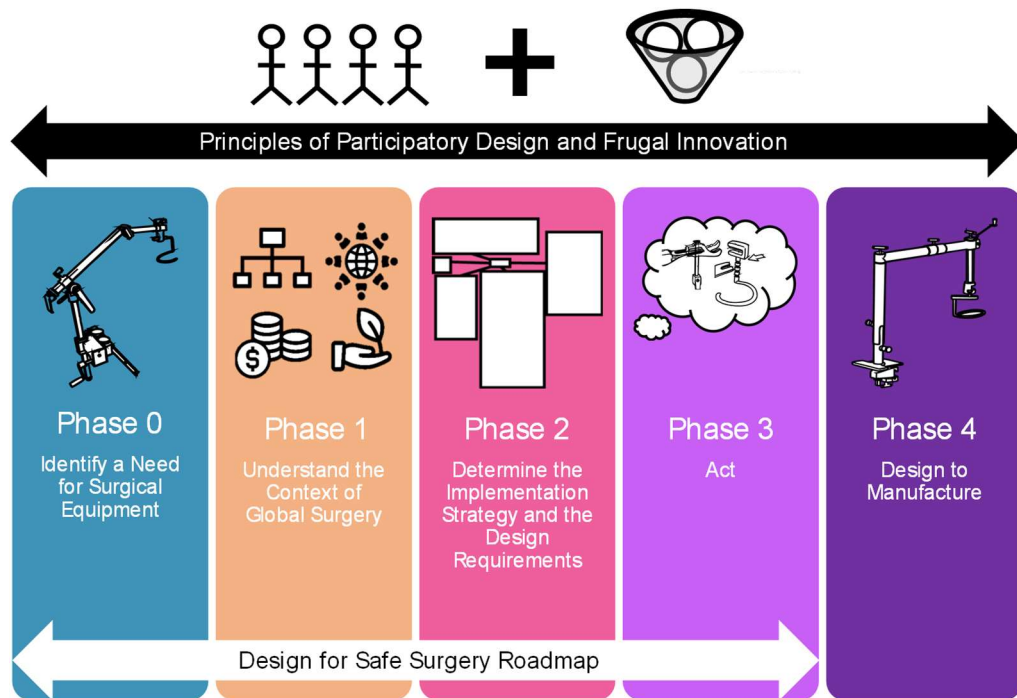 Principles of Participatory Design and Frugal Innovation
Phase 0
Identify a Need
for Surgical
Equipment
Phase 1
Understand the
Context of
Global Surgery
Phase 2
Determine the
Implementation
Strategy and the
Design
Requirements
Phase 3
Act
Phase 4
Design to
Manufacture
$
Design for Safe Surgery Roadmap